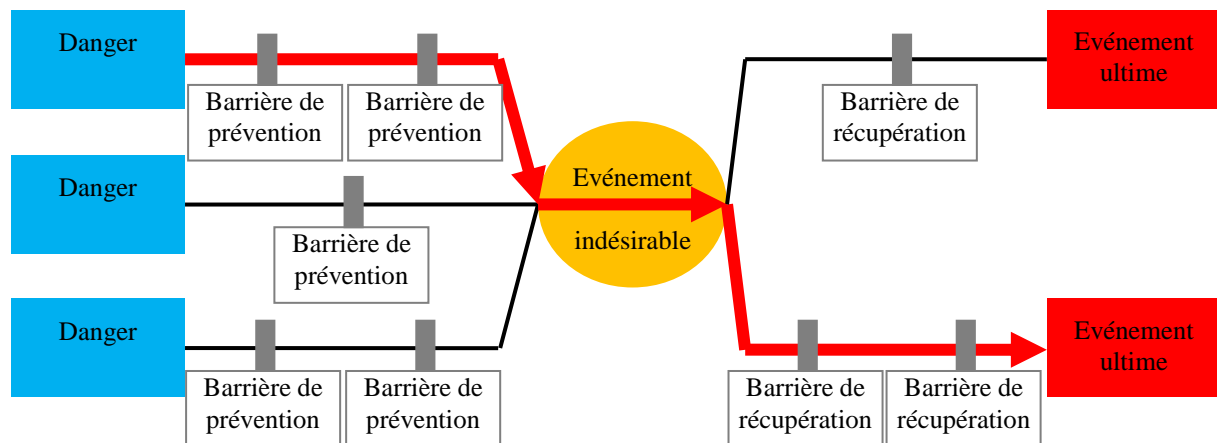 Danger
Barrière de
prévention
Barrière de
prévention
Danger
Barrière de
prévention
Danger
Barrière de
prévention
Barrière de
prévention
Evénement
indésirable
Evénement
ultime
Barrière de
récupération
Evénement
ultime
Barrière de
récupération
Barrière de
récupération